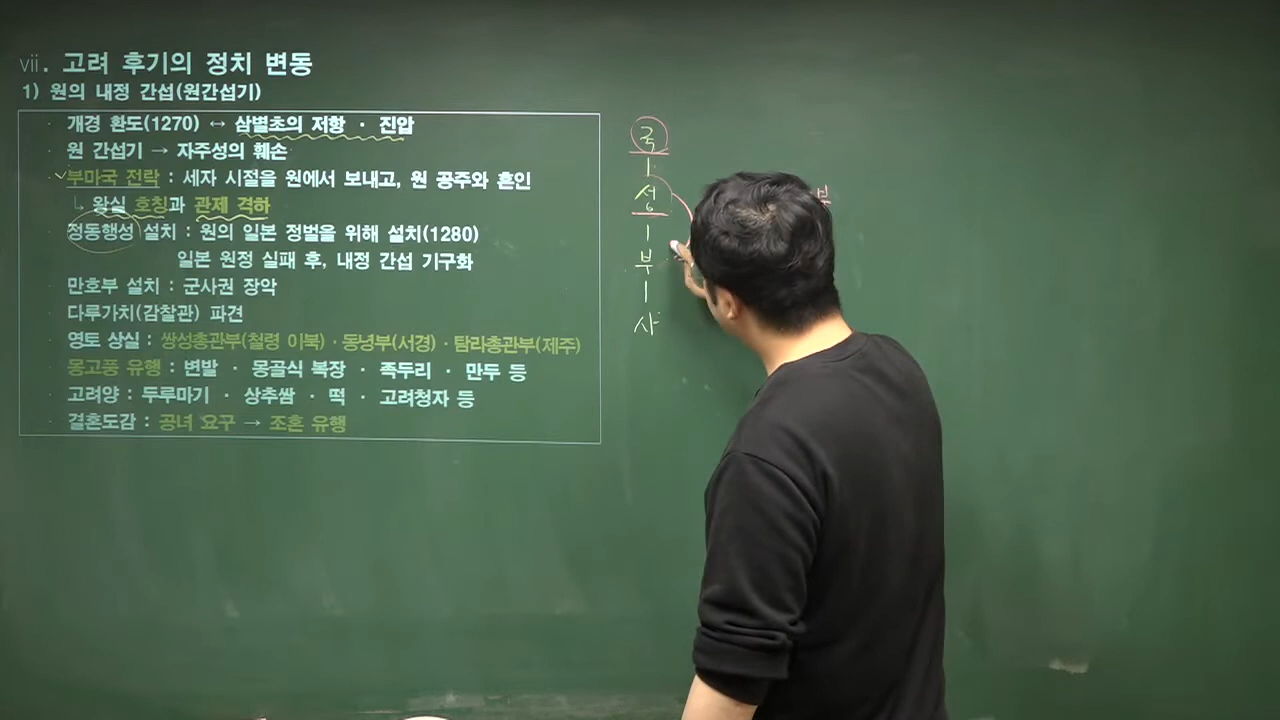 vii. 고려 후기의 정치 변동
1) 원의 내정 간섭(원간섭기)
· 개경 환도(1270) ↔ 삼별초의 저항 · 진압
· 원 간섭기 → 자주성의 훼손
· 부마국 전락 : 세자 시절을 원에서 보내고, 원 공주와 혼인
↳ 왕실 호칭과 관제 격하
· 정동행성 설치 : 원의 일본 정벌을 위해 설치(1280)
일본 원정 실패 후, 내정 간섭 기구화
· 만호부 설치 : 군사권 장악
· 다루가치(감찰관) 파견
· 영토 상실 : 쌍성총관부(철령 이북) · 동녕부(서경) · 탐라총관부(제주)
· 몽고풍 유행 : 변발 · 몽골식 복장 · 족두리 · 만두 등
· 고려양 : 두루마기 · 상추쌈 · 떡 · 고려청자 등
· 결혼도감 : 공녀 요구 → 조혼 유행
국
성
부
사
부